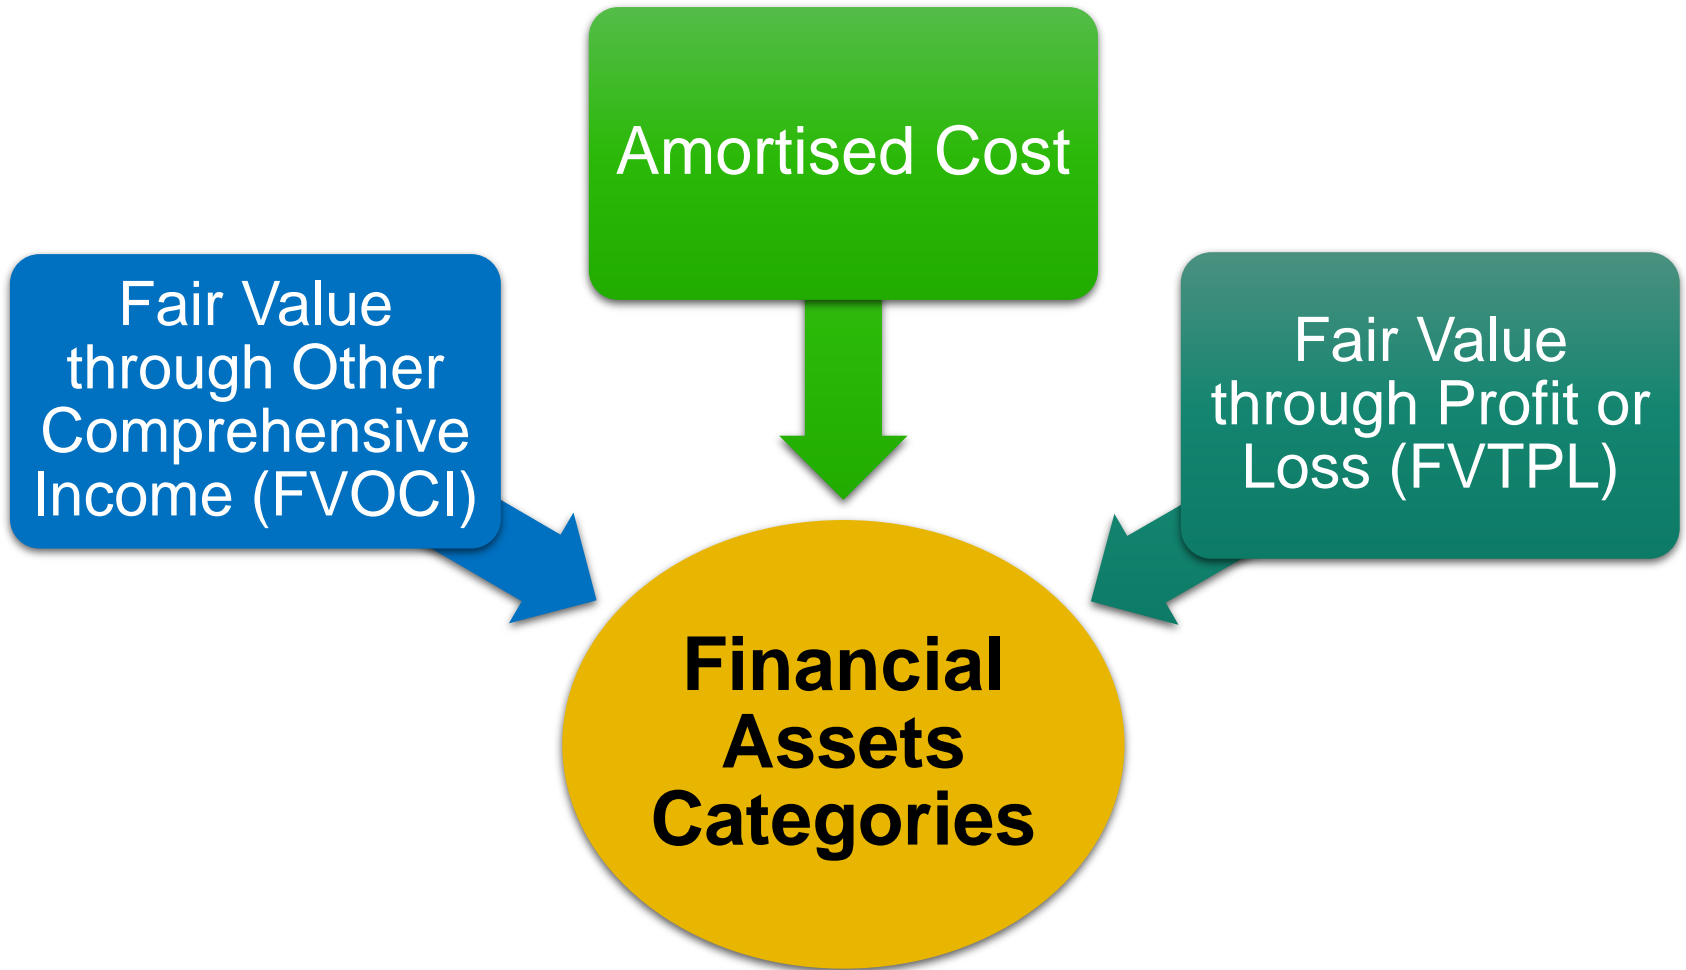 Amortised Cost
Fair Value
through Other
Comprehensive
Income (FVOCI)
Fair Value
through Profit or
Loss (FVTPL)
Financial
Assets
Categories